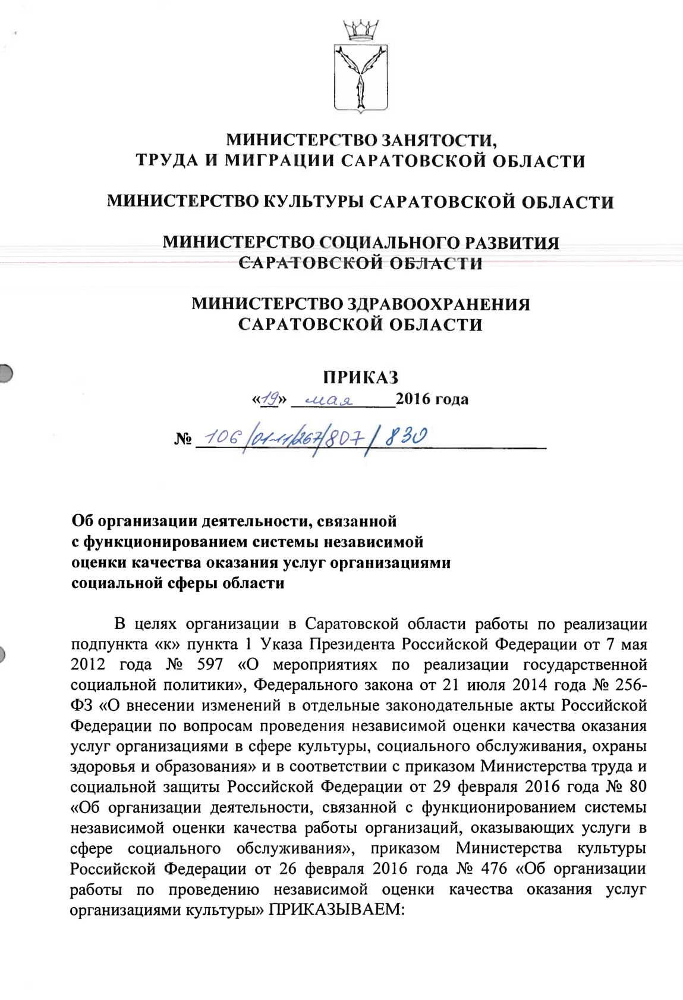 МИНИСТЕРСТВО ЗАНЯТОСТИ,
ТРУДА И МИГРАЦИИ САРАТОВСКОЙ ОБЛАСТИ
МИНИСТЕРСТВО КУЛЬТУРЫ САРАТОВСКОЙ ОБЛАСТИ
МИНИСТЕРСТВО СОЦИАЛЬНОГО РАЗВИТИЯ
САРАТОВСКОЙ ОБЛАСТИ
МИНИСТЕРСТВО ЗДРАВООХРАНЕНИЯ
САРАТОВСКОЙ ОБЛАСТИ
ПРИКАЗ
«19» мая 2016 года
№ 106/01-11/267/807/830
Об организации деятельности, связанной
с функционированием системы независимой
оценки качества оказания услуг организациями
социальной сферы области
В целях организации в Саратовской области работы по реализации
подпункта «к» пункта 1 Указа Президента Российской Федерации от 7 мая
2012 года № 597 «О мероприятиях по реализации государственной
социальной политики», Федерального закона от 21 июля 2014 года № 256-
ФЗ «О внесении изменений в отдельные законодательные акты Российской
Федерации по вопросам проведения независимой оценки качества оказания
услуг организациями в сфере культуры, социального обслуживания, охраны
здоровья и образования» и в соответствии с приказом Министерства труда и
социальной защиты Российской Федерации от 29 февраля 2016 года № 80
«Об организации деятельности, связанной с функционированием системы
независимой оценки качества работы организаций, оказывающих услуги в
сфере социального обслуживания», приказом Министерства культуры
Российской Федерации от 26 февраля 2016 года № 476 «Об организации
работы по проведению независимой оценки качества оказания услуг
организациями культуры» ПРИКАЗЫВАЕМ: